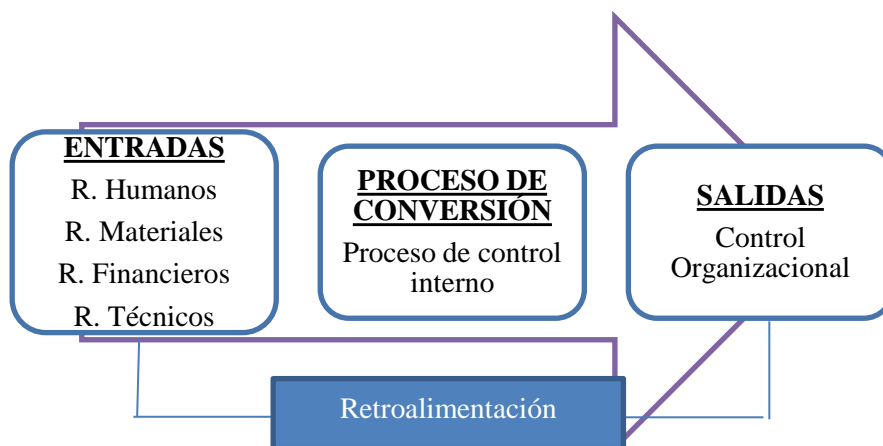 ENTRADAS
R. Humanos
R. Materiales
R. Financieros
R. Técnicos
PROCESO DE
CONVERSIÓN
Proceso de control
interno
SALIDAS
Control
Organizacional
Retroalimentación